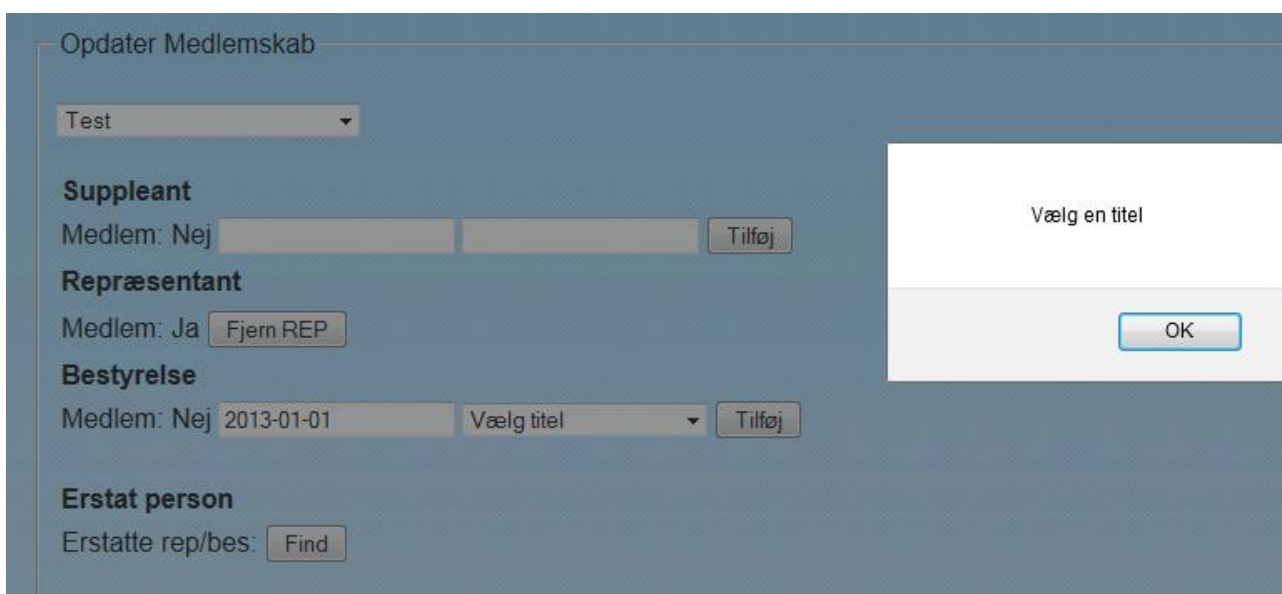 Opdater Medlemskab
Test
Suppleant
Medlem: Nej Tilføj
Repræsentant
Medlem: Ja Fjern REP
Bestyrelse
Medlem: Nej 2013-01-01 Vælg titel Tilføj
Erstat person
Erstatte rep/bes: Find
Vælg en titel
OK